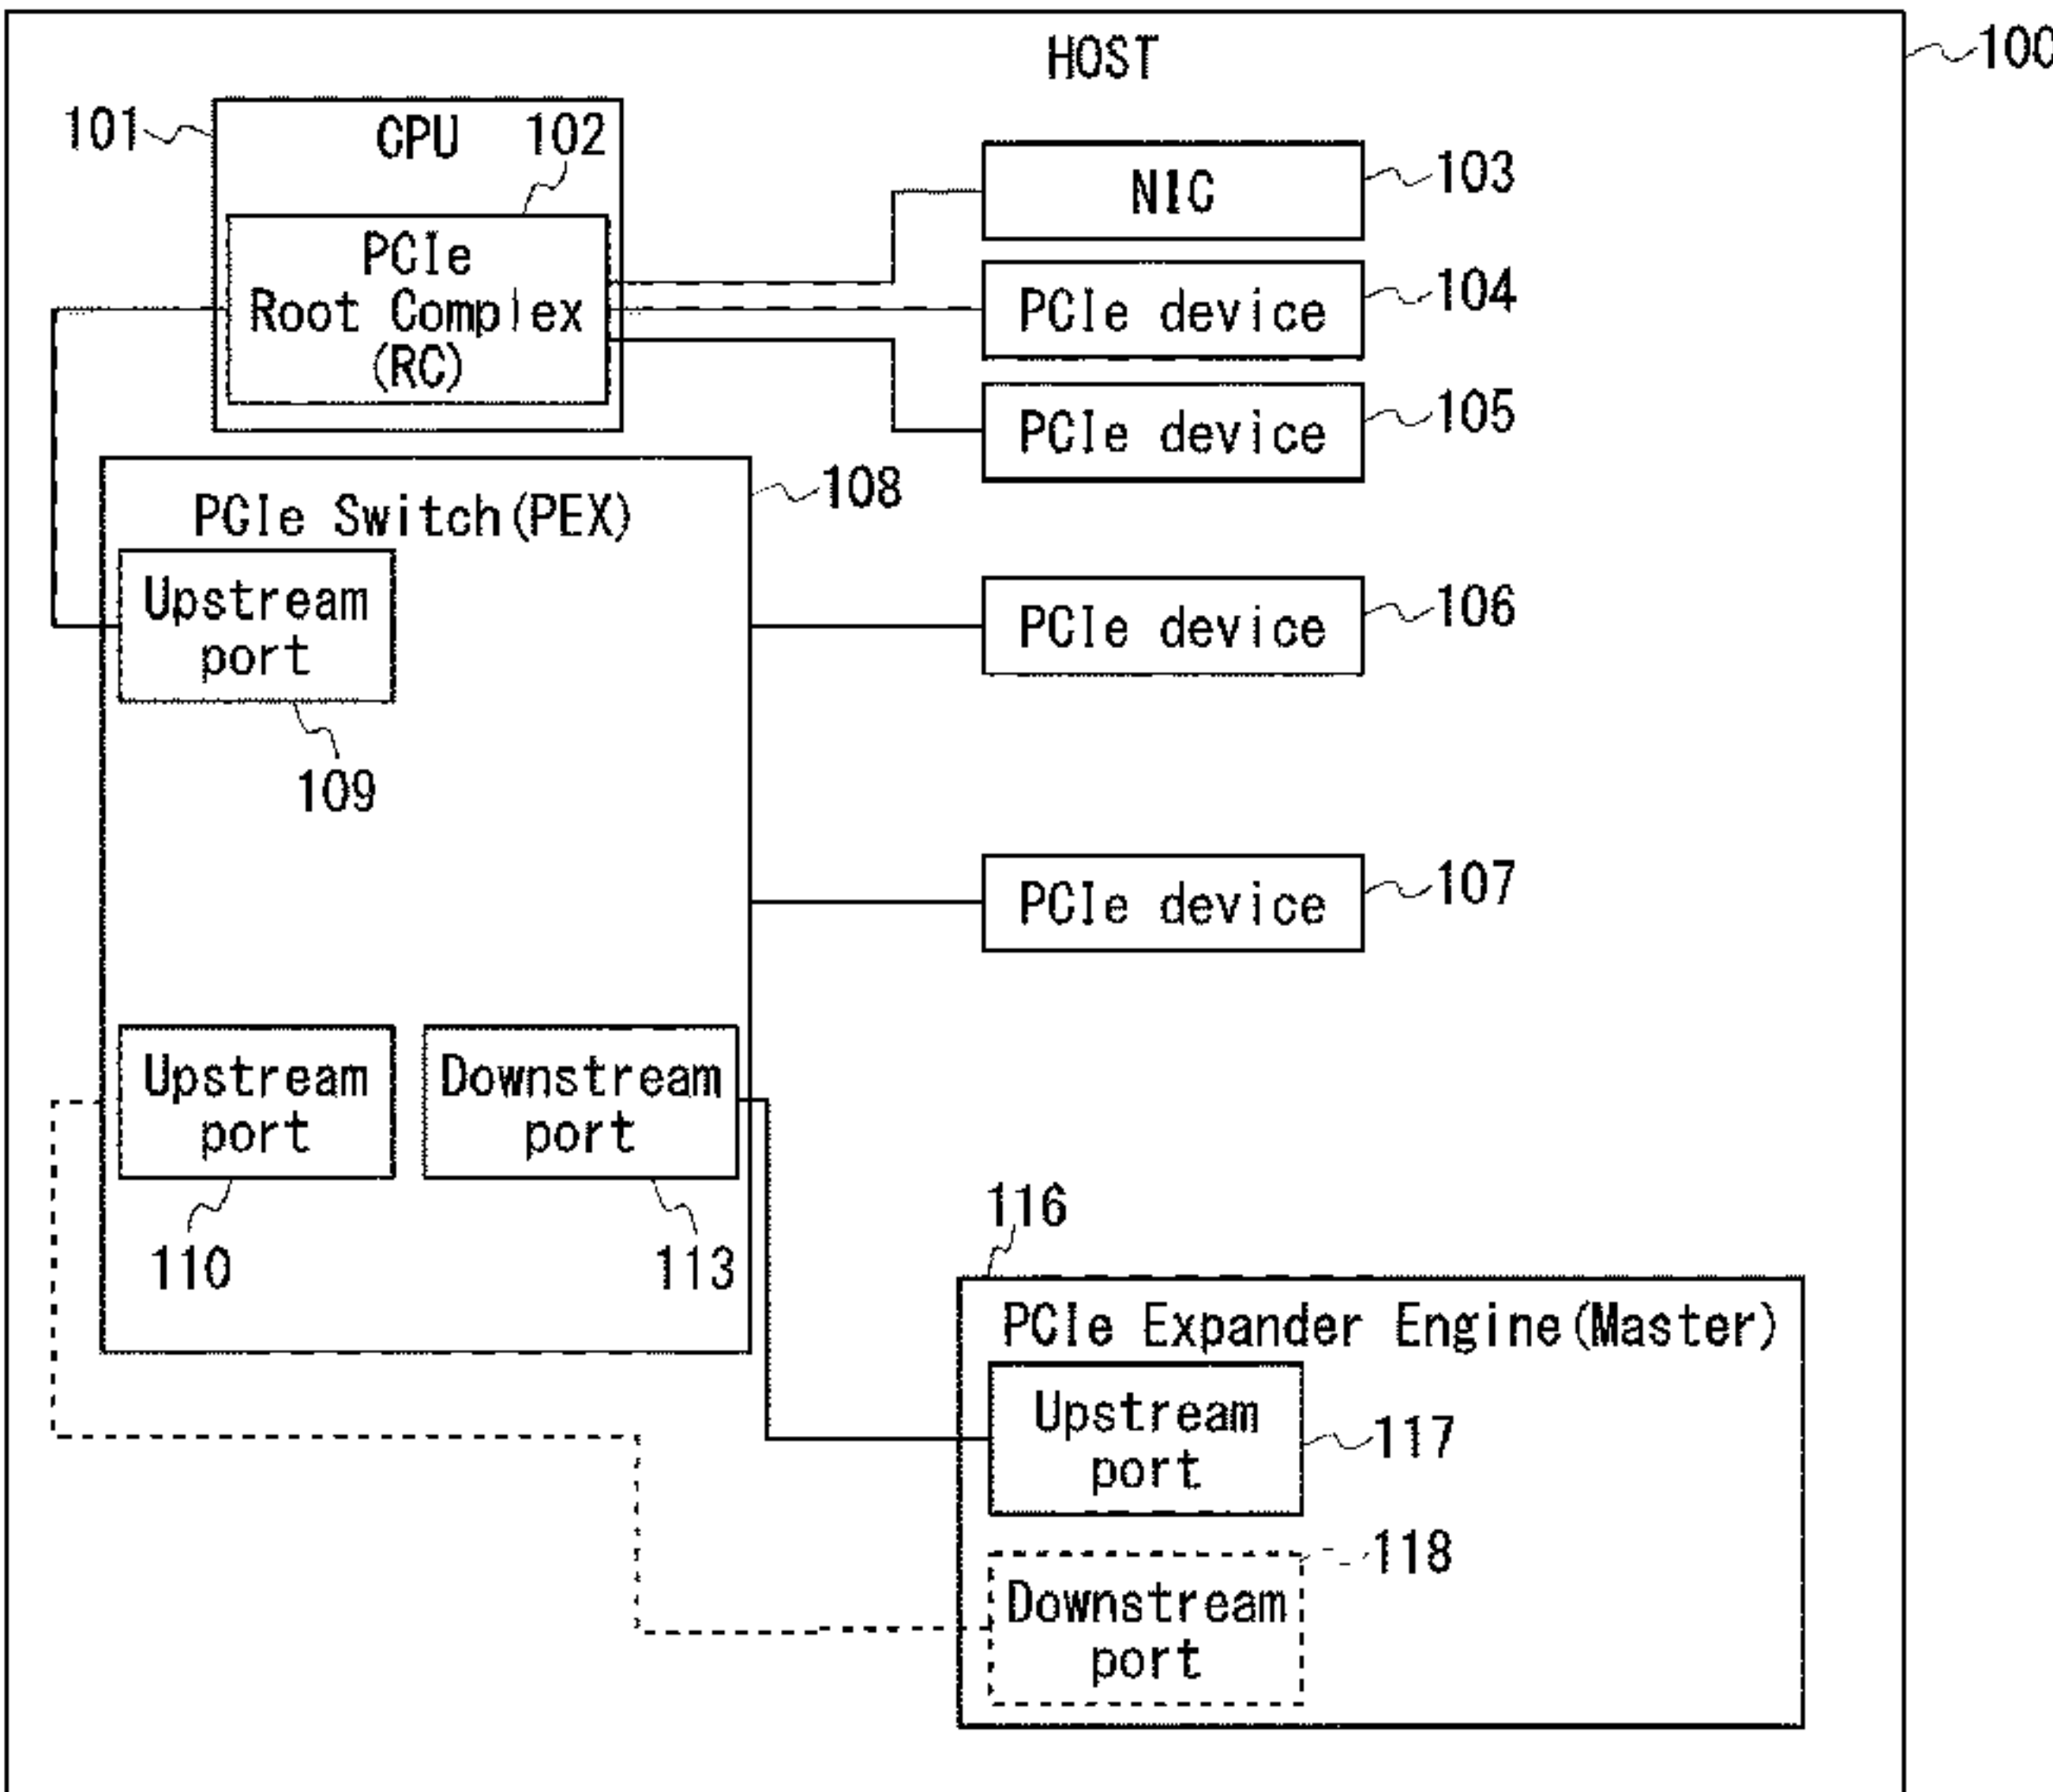 HOST
100
101
CPU
102
PCIe
Root Complex
(RC)
NIC
103
PCIe device
104
PCIe device
105
PCIe Switch(PEX)
108
Upstream
port
109
PCIe device
106
PCIe device
107
Upstream
port
110
Downstream
port
113
116
PCIe Expander Engine(Master)
Upstream
port
117
Downstream
port
118